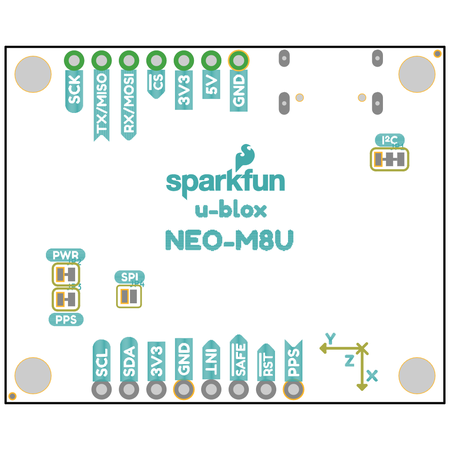 SCK
TX/MISO
RX/MOSI
CS
3V3
5V
GND
I²C
sparkfun
u-blox
NEO-M8U
PWR
PPS
SPI
SCL
SDA
3V3
GND
INT
SAFE
RST
PPS
Y
Z
X